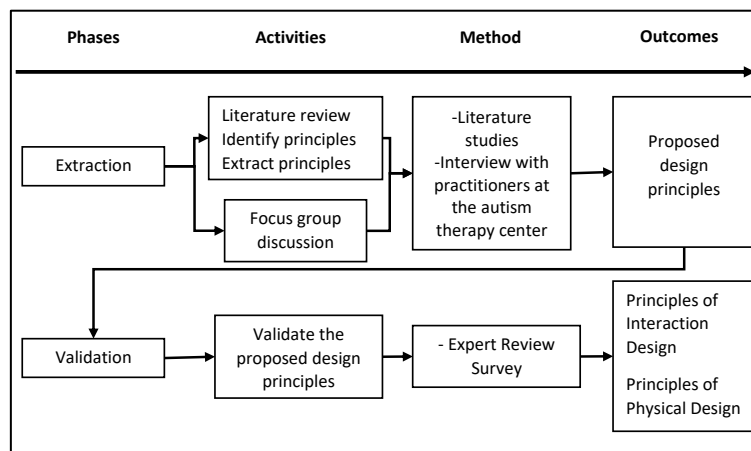 Phases
Activities
Method
Outcomes
Extraction
Literature review
Identify principles
Extract principles
Focus group
discussion
-Literature
studies
-Interview with
practitioners at
the autism
therapy center
Proposed
design
principles
Validation
Validate the
proposed design
principles
- Expert Review
Survey
Principles of
Interaction
Design
Principles of
Physical Design